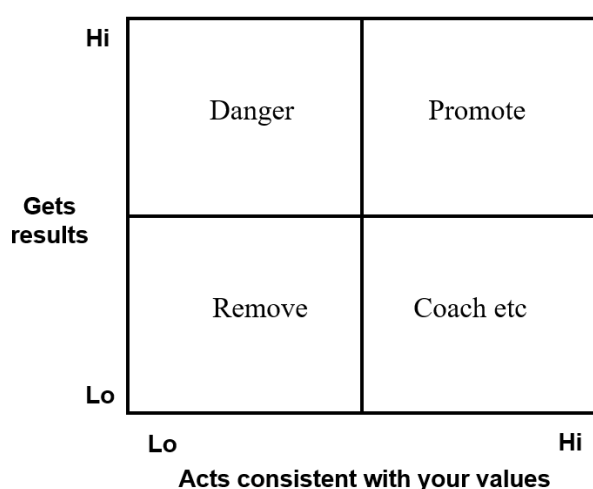 Hi
Danger
Promote
Gets
results
Remove
Coach etc
Lo
Lo
Hi
Acts consistent with your values